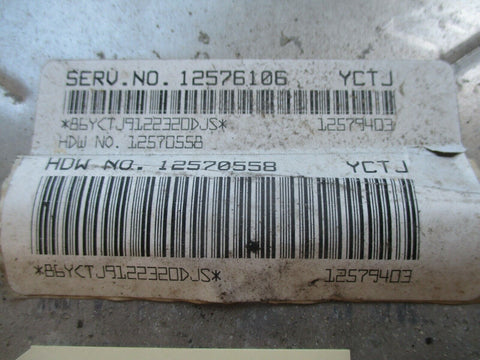 SERV.NO. 12576106 YCTJ
*86YCTJ9122320DJS* 12579403
HDW NO. 12570558
HDW NO. 12570558 YCTJ
*86YCTJ9122320DJS* 12579403